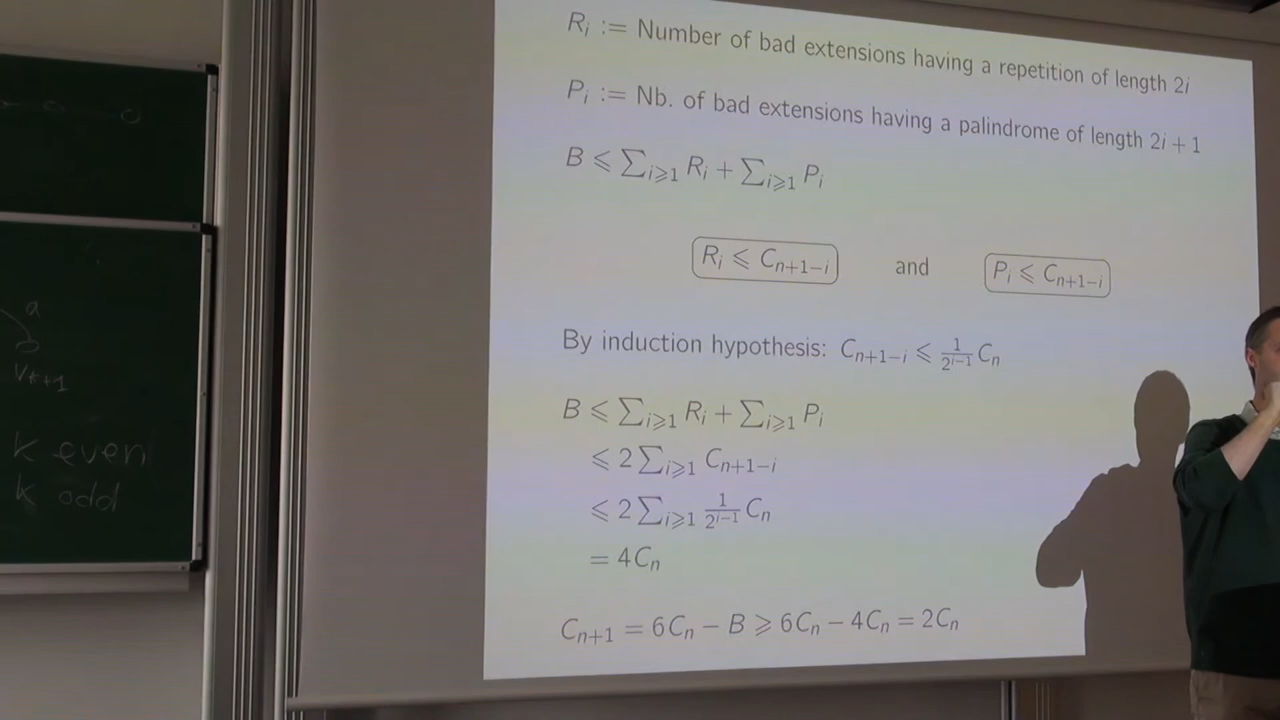 R_i := Number of bad extensions having a repetition of length 2i
P_i := Nb. of bad extensions having a palindrome of length 2i + 1
B ⩽ ∑_{i⩾1} R_i + ∑_{i⩾1} P_i
R_i ⩽ C_{n+1−i} and P_i ⩽ C_{n+1−i}
By induction hypothesis: C_{n+1−i} ⩽ \frac{1}{2^{i−1}} C_n
B ⩽ ∑_{i⩾1} R_i + ∑_{i⩾1} P_i
⩽ 2 ∑_{i⩾1} C_{n+1−i}
⩽ 2 ∑_{i⩾1} \frac{1}{2^{i−1}} C_n
= 4C_n
C_{n+1} = 6C_n − B ⩾ 6C_n − 4C_n = 2C_n
a
k even
k odd